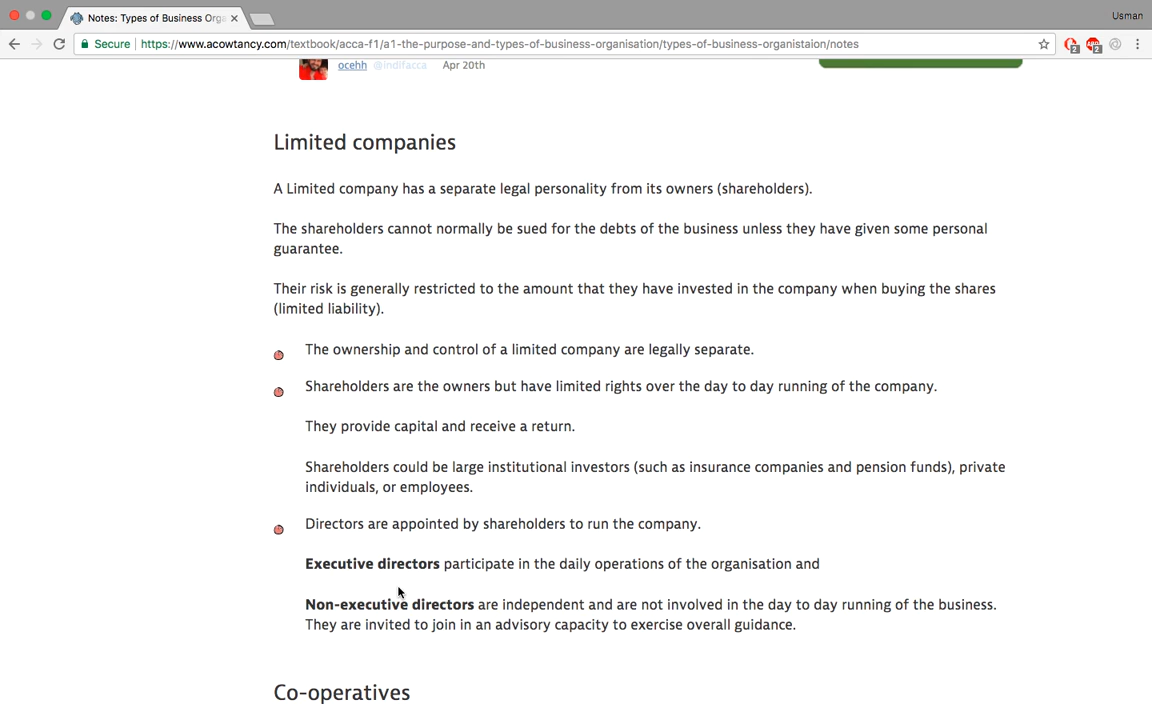 Notes: Types of Business Orga
Usman
Secure
https://www.acowtancy.com/textbook/acca-f1/a1-the-purpose-and-types-of-business-organisation/types-of-business-organistaion/notes
2
2
ocehh @indifacca Apr 20th
Limited companies
A Limited company has a separate legal personality from its owners (shareholders).
The shareholders cannot normally be sued for the debts of the business unless they have given some personal
guarantee.
Their risk is generally restricted to the amount that they have invested in the company when buying the shares
(limited liability).
The ownership and control of a limited company are legally separate.
Shareholders are the owners but have limited rights over the day to day running of the company.
They provide capital and receive a return.
Shareholders could be large institutional investors (such as insurance companies and pension funds), private
individuals, or employees.
Directors are appointed by shareholders to run the company.
Executive directors participate in the daily operations of the organisation and
Non-executive directors are independent and are not involved in the day to day running of the business.
They are invited to join in an advisory capacity to exercise overall guidance.
Co-operatives